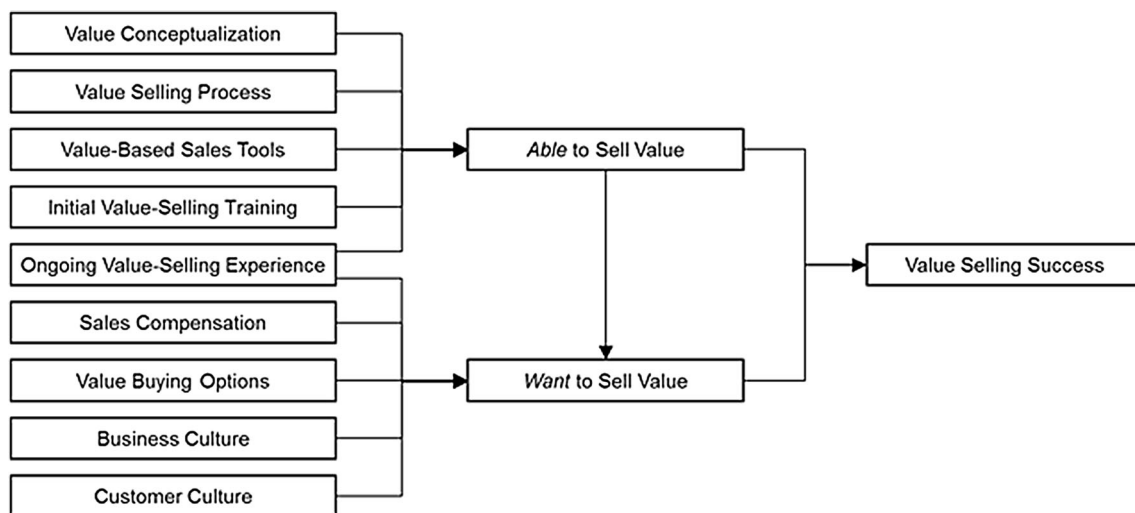 Value Conceptualization
Value Selling Process
Value-Based Sales Tools
Initial Value-Selling Training
Ongoing Value-Selling Experience
Sales Compensation
Value Buying Options
Business Culture
Customer Culture
Able to Sell Value
Want to Sell Value
Value Selling Success